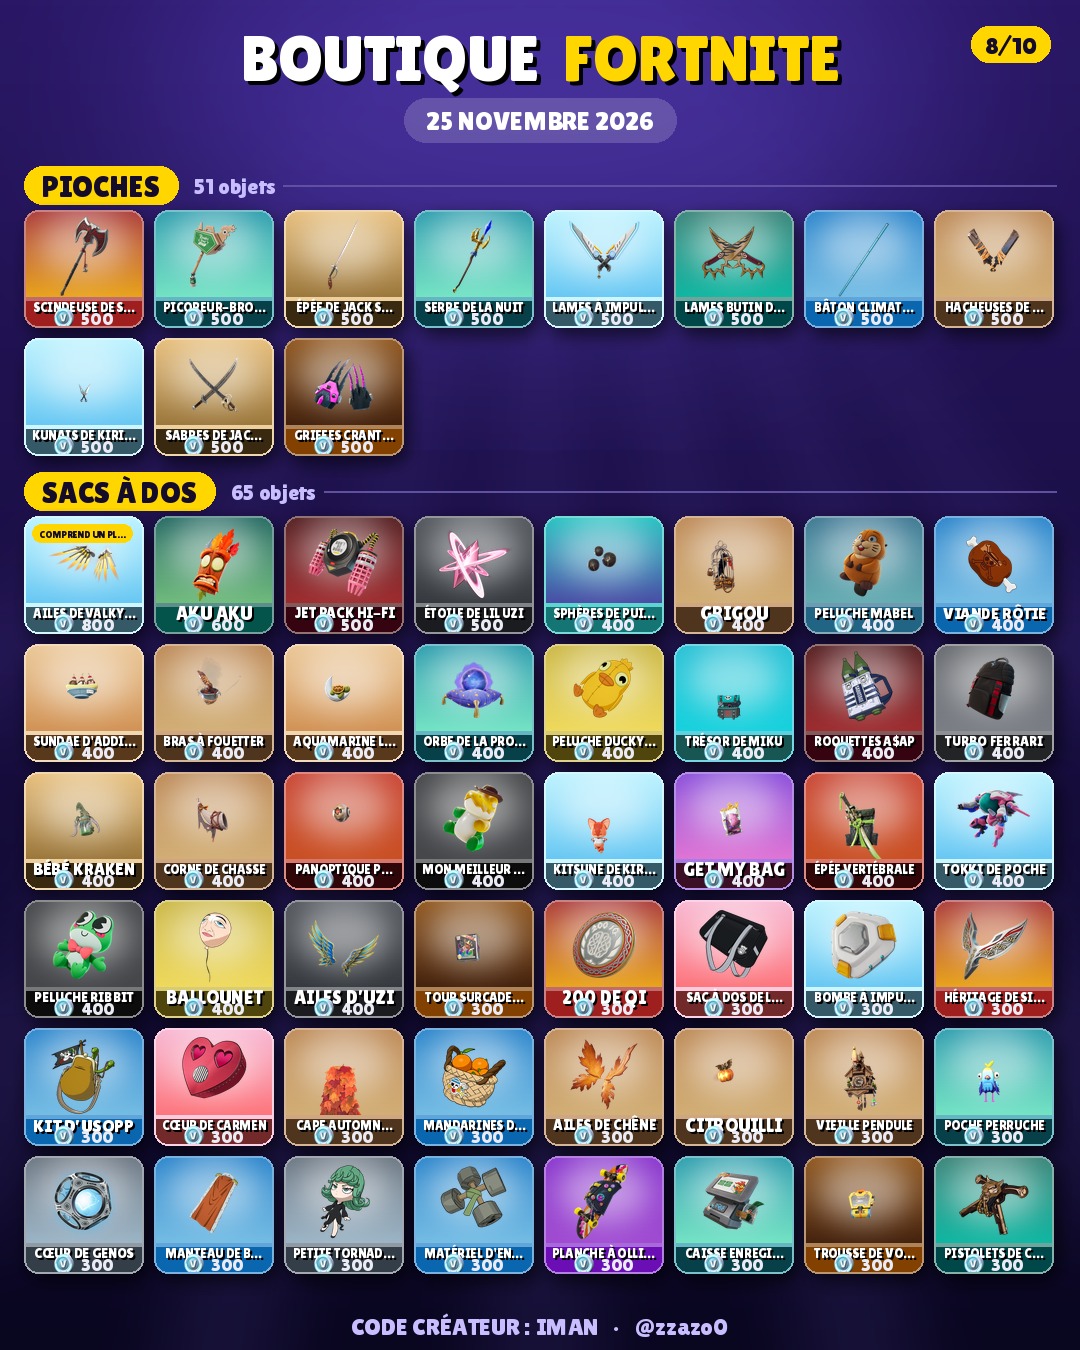 BOUTIQUE FORTNITE
8/10
25 NOVEMBRE 2026
PIOCHES 51 objets
SCINDEUSE DE S... PICOREUR-BRO... ÉPÉE DE JACK S... SERRE DE LA NUIT LAMES À IMPUL... LAMES BUTIN D... BÂTON CLIMAT... HACHEUSES DE ...
500 500 500 500 500 500 500 500
KUNAIS DE KIRI... SABRES DE JAC... GRIFFES CRANT...
500 500 500
SACS À DOS 65 objets
COMPREND UN PL...
AILES DE VALKY... AKU AKU JET PACK HI-FI ÉTOILE DE LIL UZI SPHÈRES DE PUI... GRIGOU PELUCHE MABEL VIANDE RÔTIE
800 600 500 500 400 400 400 400
SUNDAE D'ADDI... BRAS À FOUETTER AQUAMARINE L... ORBE DE LA PRO... PELUCHE DUCKY... TRÉSOR DE MIKU ROQUETTES A$AP TURBO FERRARI
400 400 400 400 400 400 400 400
BÉBÉ KRAKEN CORNE DE CHASSE PANOPTIQUE P... MON MEILLEUR ... KITSUNE DE KIR... GET MY BAG ÉPÉE VERTÉBRALE TOKKI DE POCHE
400 400 400 400 400 400 400 400
PELUCHE RIBBIT BALLOUNET AILES D'UZI TOUR SURCADE... 200 DE QI SAC À DOS DE L... BOMBE À IMPU... HÉRITAGE DE SI...
400 400 400 300 300 300 300 300
KIT D'USOPP CŒUR DE CARMEN CAPE AUTOMN... MANDARINES D... AILES DE CHÊNE CITROUILLI VIEILLE PENDULE POCHE PERRUCHE
300 300 300 300 300 300 300 300
CŒUR DE GENOS MANTEAU DE B... PETITE TORNAD... MATÉRIEL D'EN... PLANCHE À OLLI... CAISSE ENREGI... TROUSSE DE VO... PISTOLETS DE C...
300 300 300 300 300 300 300 300
CODE CRÉATEUR : IMAN · @zzazo0